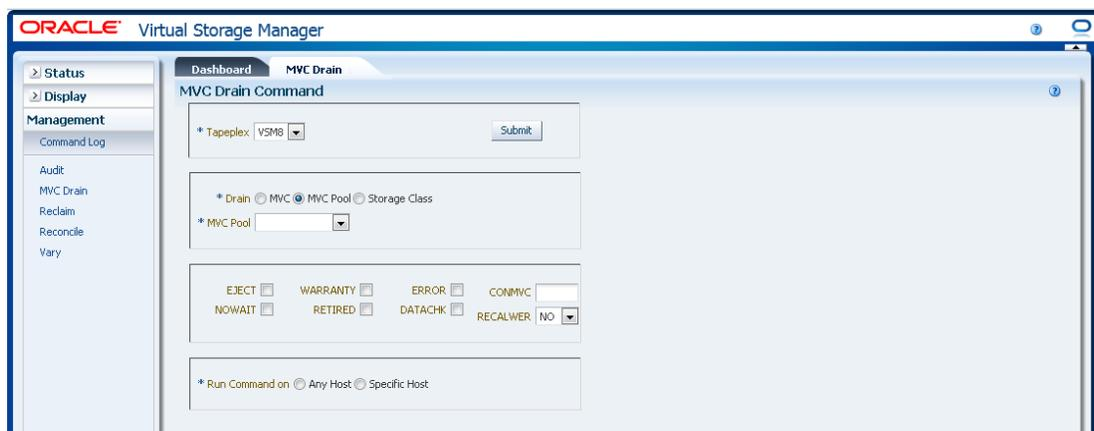 ORACLE Virtual Storage Manager
Status
Display
Management
Command Log
Audit
MVC Drain
Reclaim
Reconcile
Vary
Dashboard MVC Drain
MVC Drain Command
* Tapeplex VSM8 Submit
* Drain MVC MVC Pool Storage Class
* MVC Pool
EJECT WARRANTY ERROR CONMVC
NOWAIT RETIRED DATACHK RECALWER NO
* Run Command on Any Host Specific Host